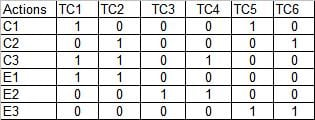 Actions TC1 TC2 TC3 TC4 TC5 TC6
C1 1 0 0 0 1 0
C2 0 1 0 0 0 1
C3 1 1 0 1 0 0
E1 1 1 0 0 0 0
E2 0 0 1 1 0 0
E3 0 0 0 0 1 1